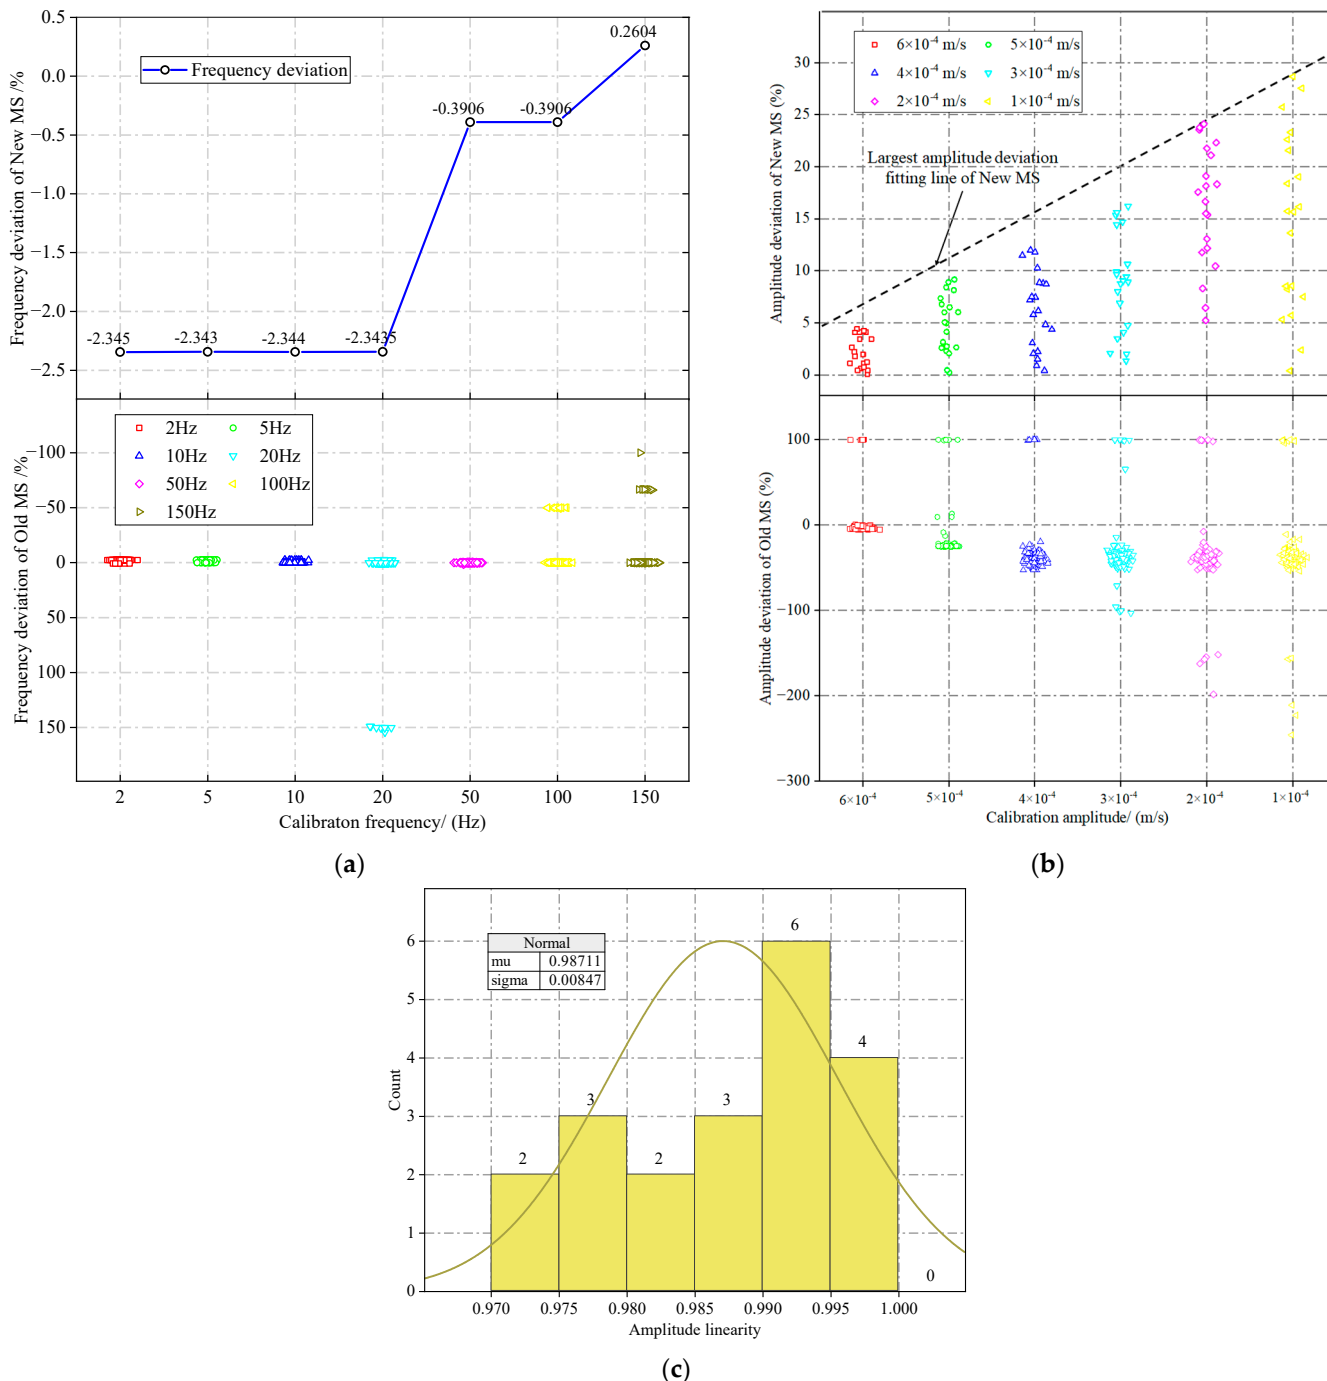 0.5
0.0
−0.5
−1.0
−1.5
−2.0
−2.5
Frequency deviation of New MS /%
Frequency deviation
-2.345
-2.343
-2.344
-2.3435
-0.3906
-0.3906
0.2604
−100
−50
0
50
100
150
Frequency deviation of Old MS /%
2Hz 5Hz
10Hz 20Hz
50Hz 100Hz
150Hz
2 5 10 20 50 100 150
Calibraton frequency/ (Hz)
(a)
30
25
20
15
10
5
0
Amplitude deviation of New MS (%)
6×10-4 m/s 5×10-4 m/s
4×10-4 m/s 3×10-4 m/s
2×10-4 m/s 1×10-4 m/s
Largest amplitude deviation
fitting line of New MS
100
0
−100
−200
−300
Amplitude deviation of Old MS (%)
6×10-4 5×10-4 4×10-4 3×10-4 2×10-4 1×10-4
Calibration amplitude/ (m/s)
(b)
6
5
4
3
2
1
0
Count
Normal
mu 0.98711
sigma 0.00847
2 3 2 3 6 4 0
0.970 0.975 0.980 0.985 0.990 0.995 1.000
Amplitude linearity
(c)